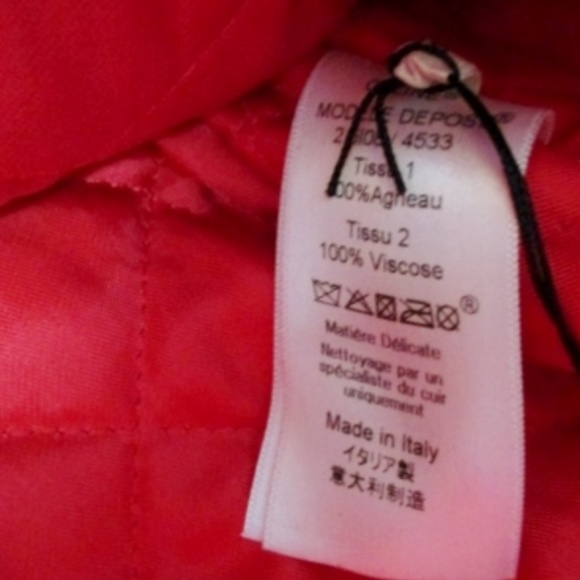 MODELE DEPOSE®
4533
Tissu 1
100%Agneau
Tissu 2
100% Viscose
®
Matière Délicate
Nettoyage par un
spécialiste du cuir
uniquement
Made in Italy
イタリア製
意大利制造